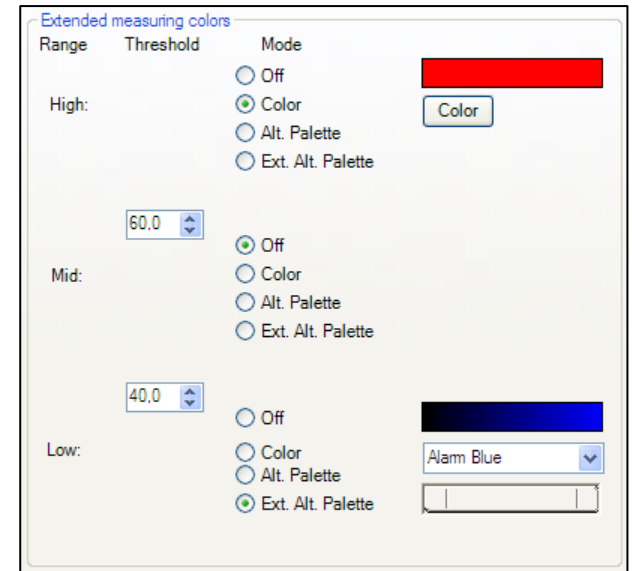 Extended measuring colors
Range Threshold Mode
Off
High: Color Color
Alt. Palette
Ext. Alt. Palette
60,0
Off
Mid: Color
Alt. Palette
Ext. Alt. Palette
40,0
Off
Low: Color Alarm Blue
Alt. Palette
Ext. Alt. Palette